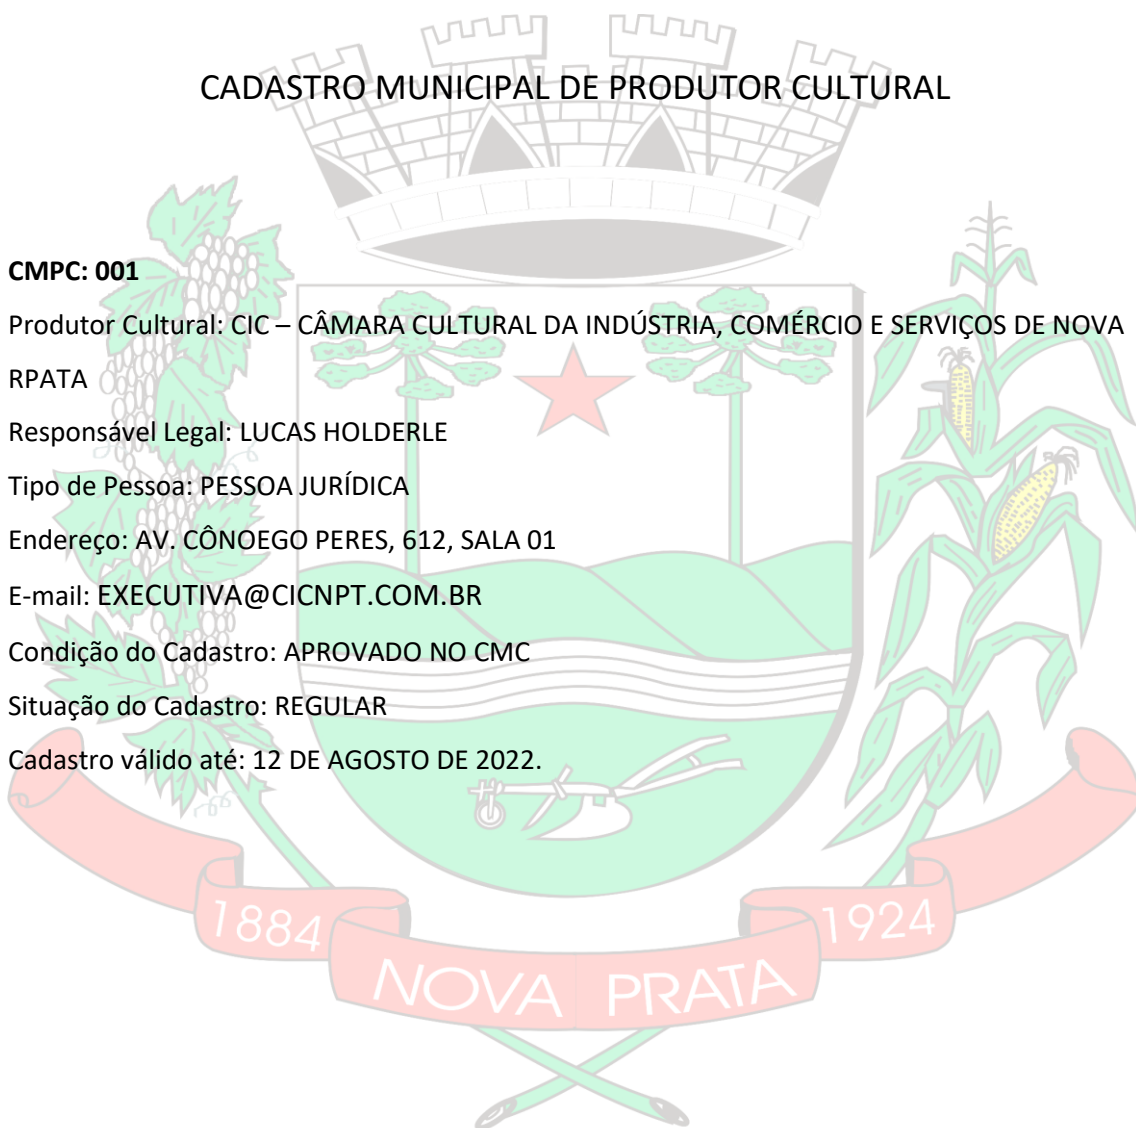 CADASTRO MUNICIPAL DE PRODUTOR CULTURAL
CMPC: 001
Produtor Cultural: CIC – CÂMARA CULTURAL DA INDÚSTRIA, COMÉRCIO E SERVIÇOS DE NOVA
RPATA
Responsável Legal: LUCAS HOLDERLE
Tipo de Pessoa: PESSOA JURÍDICA
Endereço: AV. CÔNOEGO PERES, 612, SALA 01
E-mail: EXECUTIVA@CICNPT.COM.BR
Condição do Cadastro: APROVADO NO CMC
Situação do Cadastro: REGULAR
Cadastro válido até: 12 DE AGOSTO DE 2022.
1884
1924
NOVA PRATA